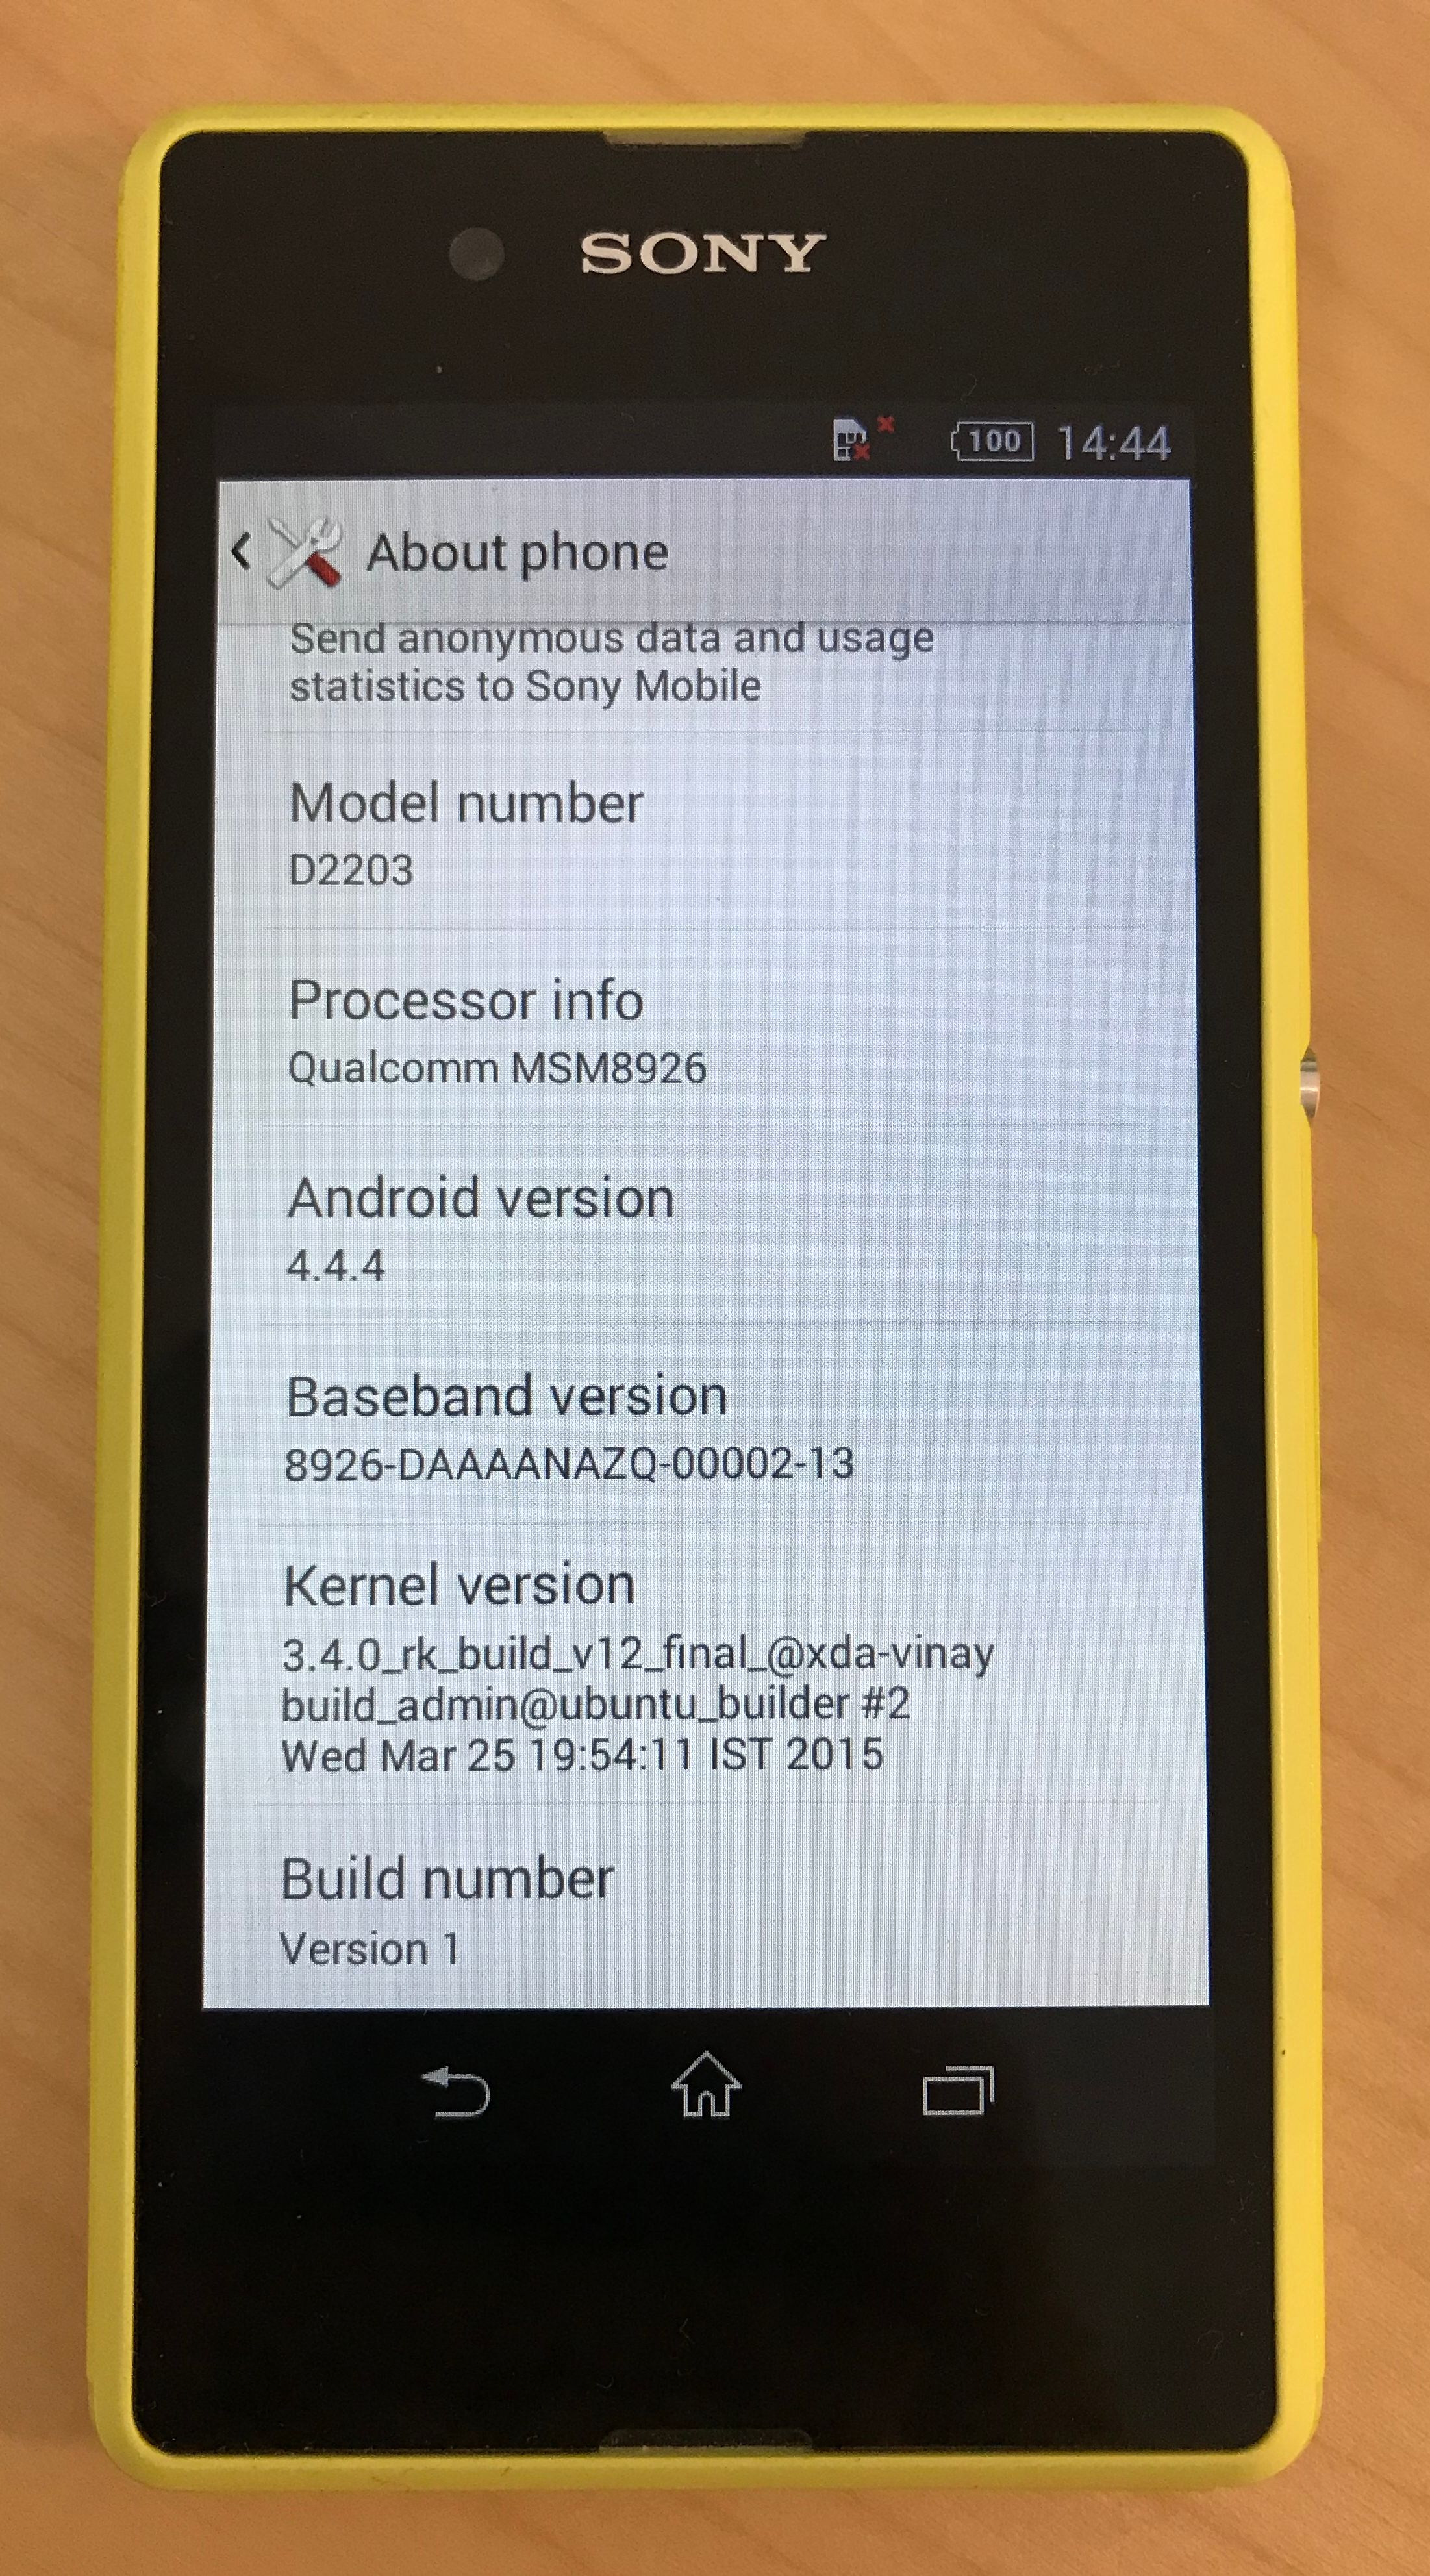 SONY
100 14:44
About phone
Send anonymous data and usage
statistics to Sony Mobile
Model number
D2203
Processor info
Qualcomm MSM8926
Android version
4.4.4
Baseband version
8926-DAAAANAZQ-00002-13
Kernel version
3.4.0_rk_build_v12_final_@xda-vinay
build_admin@ubuntu_builder #2
Wed Mar 25 19:54:11 IST 2015
Build number
Version 1